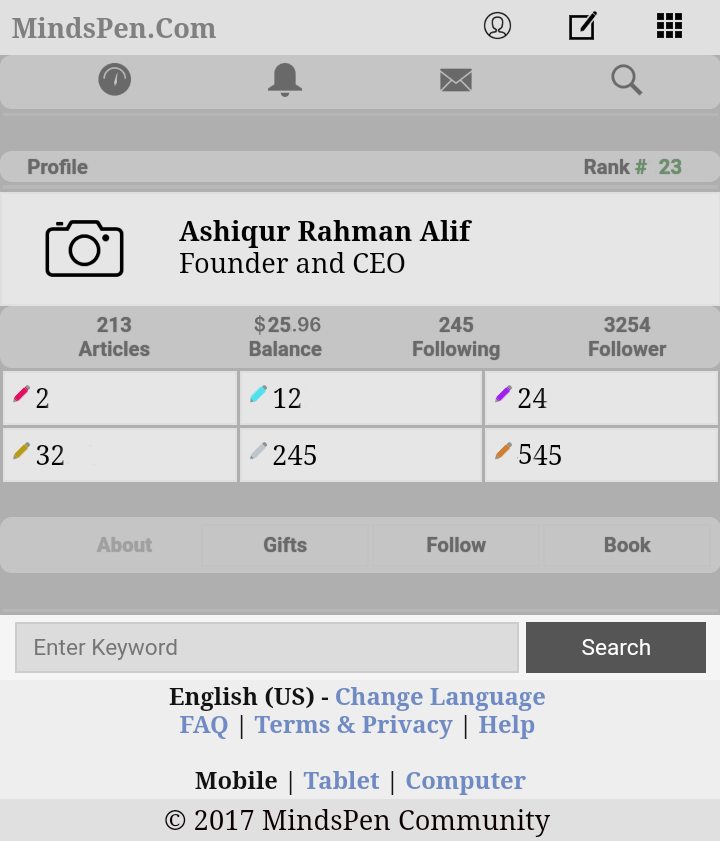 MindsPen.Com
Profile Rank # 23
Ashiqur Rahman Alif
Founder and CEO
213 $25.96 245 3254
Articles Balance Following Follower
2 12 24
32 245 545
About Gifts Follow Book
Enter Keyword Search
English (US) - Change Language
FAQ | Terms & Privacy | Help
Mobile | Tablet | Computer
© 2017 MindsPen Community